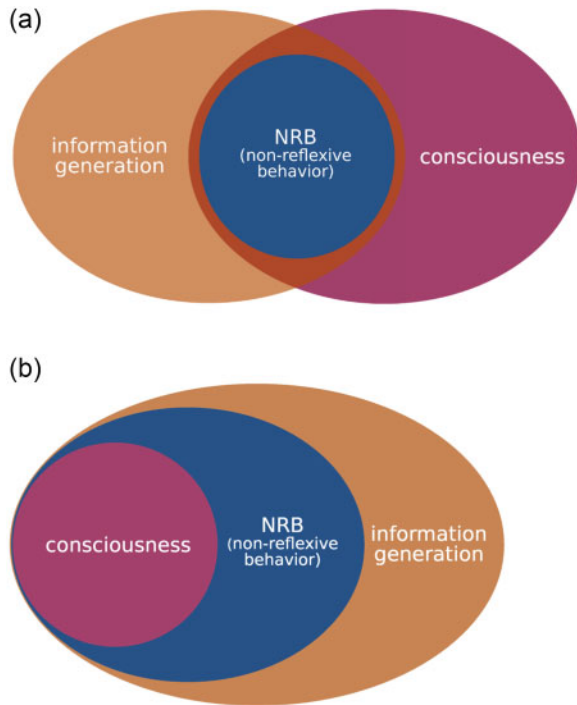 (a)
information
generation
NRB
(non-reflexive
behavior)
consciousness
(b)
consciousness
NRB
(non-reflexive
behavior)
information
generation